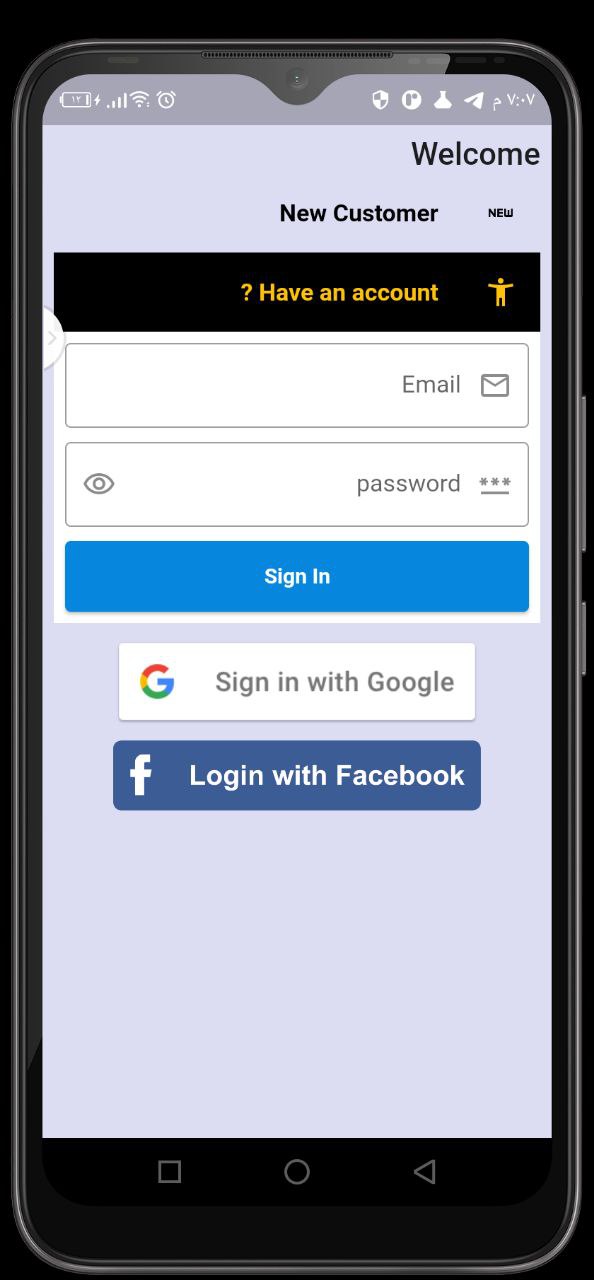 ١٢ ٧:٠٧ م
Welcome
New Customer NEW
? Have an account
Email
password ***
Sign In
Sign in with Google
Login with Facebook